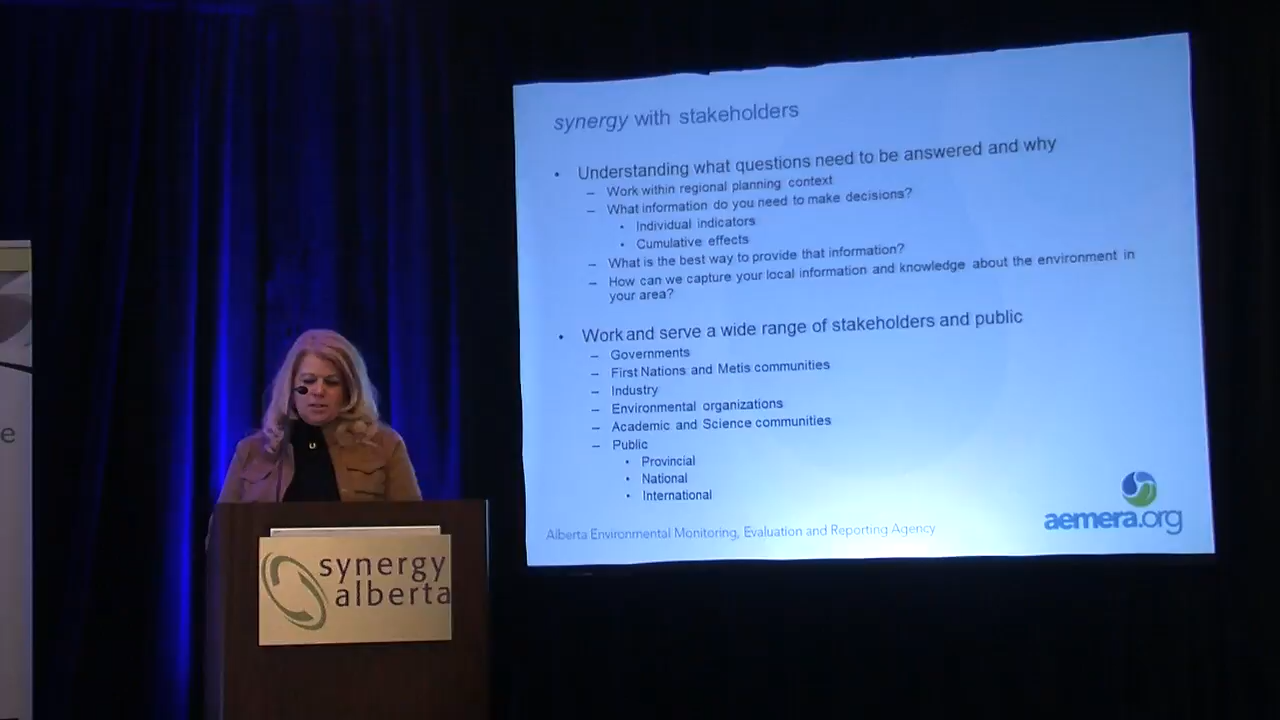 synergy with stakeholders
• Understanding what questions need to be answered and why
– Work within regional planning context
– What information do you need to make decisions?
• Individual indicators
• Cumulative effects
– What is the best way to provide that information?
– How can we capture your local information and knowledge about the environment in
your area?
• Work and serve a wide range of stakeholders and public
– Governments
– First Nations and Metis communities
– Industry
– Environmental organizations
– Academic and Science communities
– Public
• Provincial
• National
• International
Alberta Environmental Monitoring, Evaluation and Reporting Agency
aemera.org
synergy
alberta
e